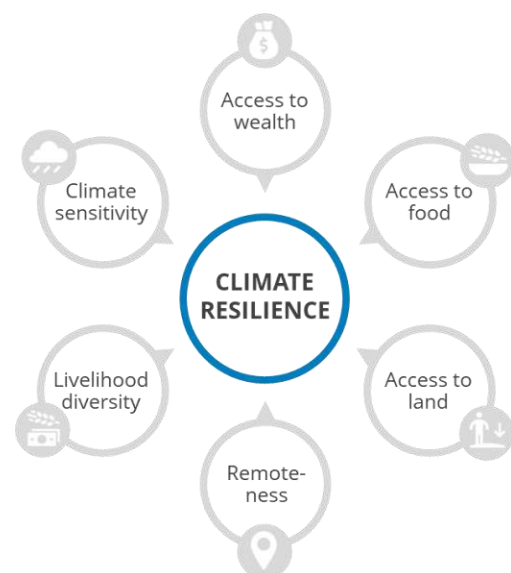 Access to
wealth
Climate
sensitivity
Access to
food
CLIMATE
RESILIENCE
Livelihood
diversity
Access to
land
Remote-
ness
$